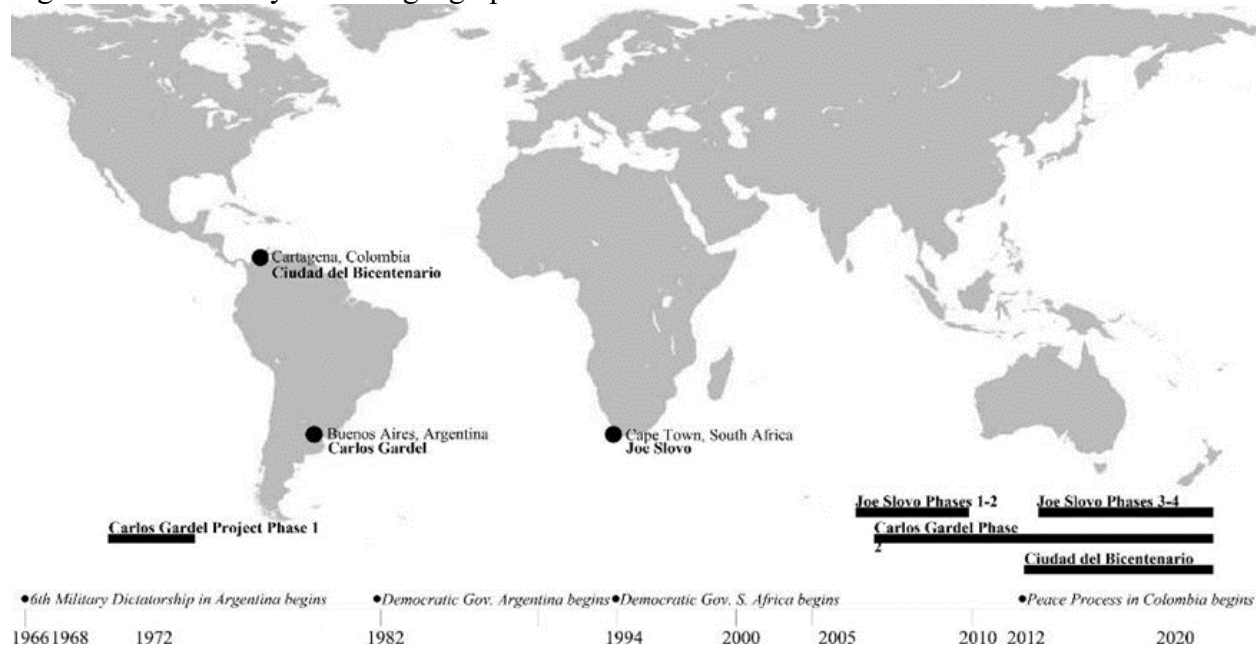 Cartagena, Colombia
Ciudad del Bicentenario
Buenos Aires, Argentina
Carlos Gardel
Cape Town, South Africa
Joe Slovo
Joe Slovo Phases 1-2
Joe Slovo Phases 3-4
Carlos Gardel Project Phase 1
Carlos Gardel Phase
2
Ciudad del Bicentenario
6th Military Dictatorship in Argentina begins
Democratic Gov. Argentina begins
Democratic Gov. S. Africa begins
Peace Process in Colombia begins
1966 1968 1972 1982 1994 2000 2005 2010 2012 2020